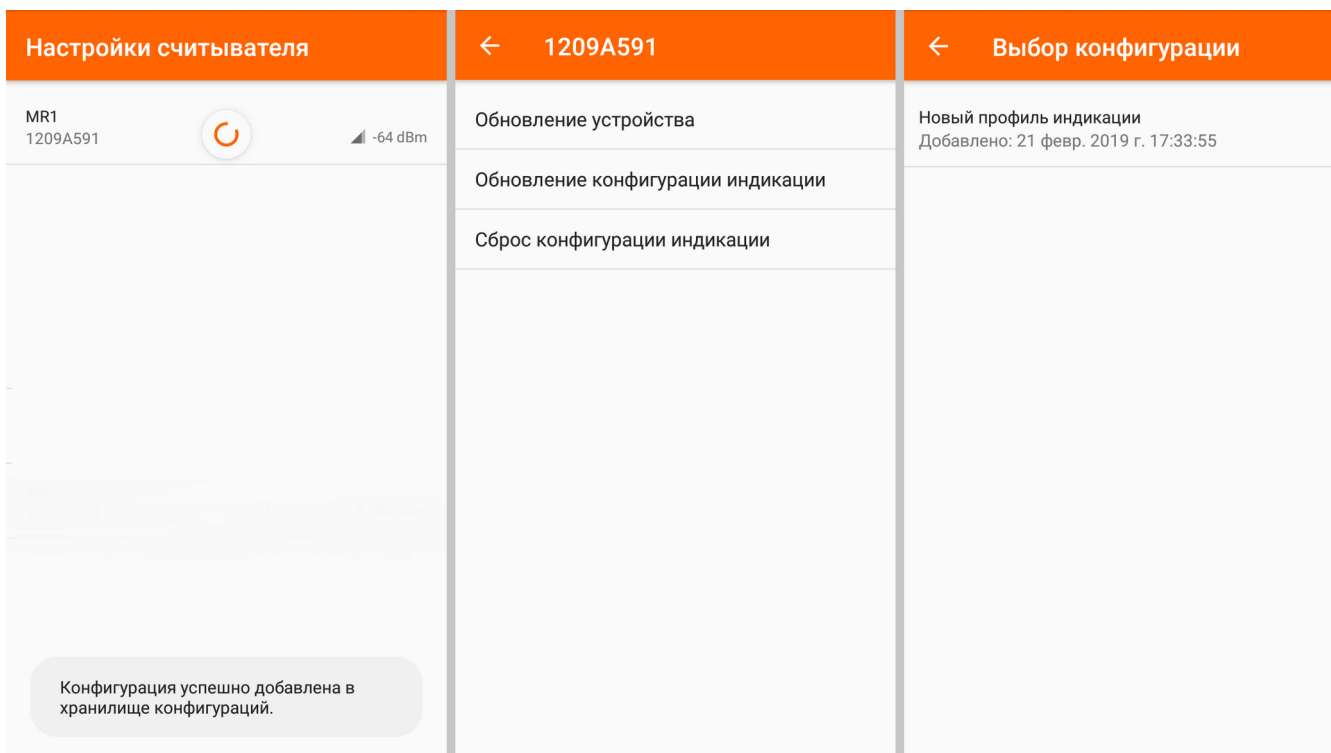 Настройки считывателя
MR1
1209A591
-64 dBm
Конфигурация успешно добавлена в
хранилище конфигураций.
1209A591
Обновление устройства
Обновление конфигурации индикации
Сброс конфигурации индикации
Выбор конфигурации
Новый профиль индикации
Добавлено: 21 февр. 2019 г. 17:33:55